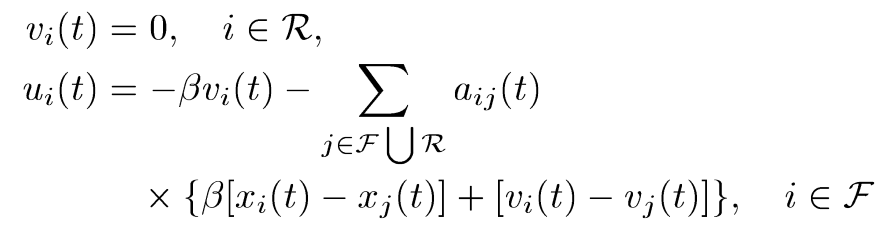 v_i(t) = 0, i ∈ ℛ,
u_i(t) = −βv_i(t) − ∑_{j∈ℱ⋃ℛ} a_{ij}(t)
× {β[x_i(t) − x_j(t)] + [v_i(t) − v_j(t)]}, i ∈ ℱ